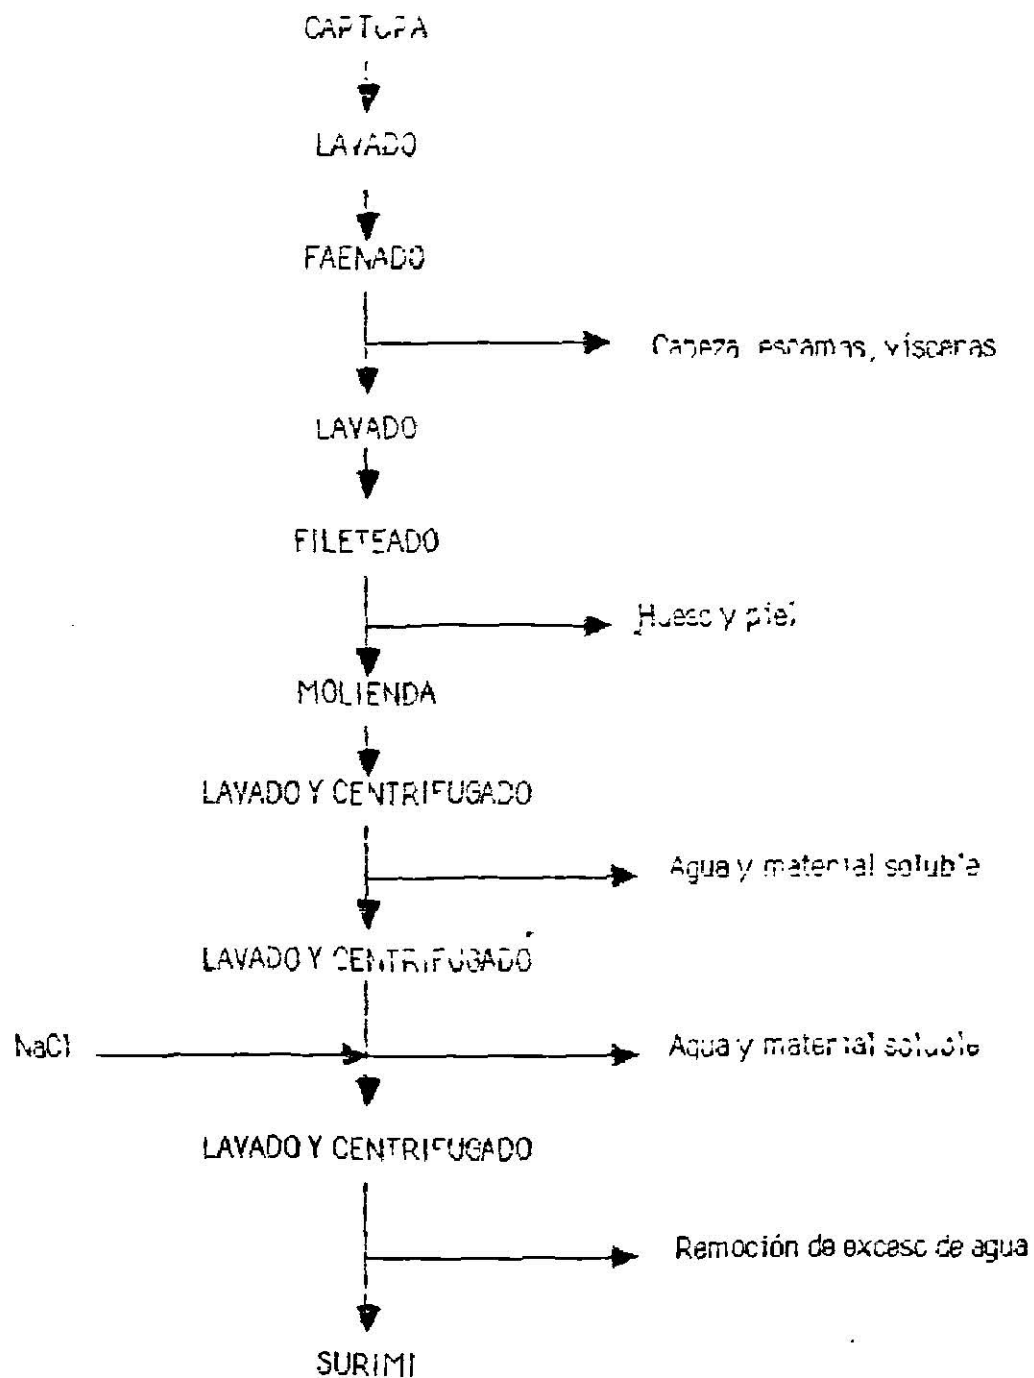 CAPTURA
LAVADO
FAENADO
Cabeza, escamas, vísceras
LAVADO
FILETEADO
Hueso y piel
MOLIENDA
LAVADO Y CENTRIFUGADO
Agua y material soluble
LAVADO Y CENTRIFUGADO
NaCl
Agua y material soluble
LAVADO Y CENTRIFUGADO
Remoción de exceso de agua
SURIMI